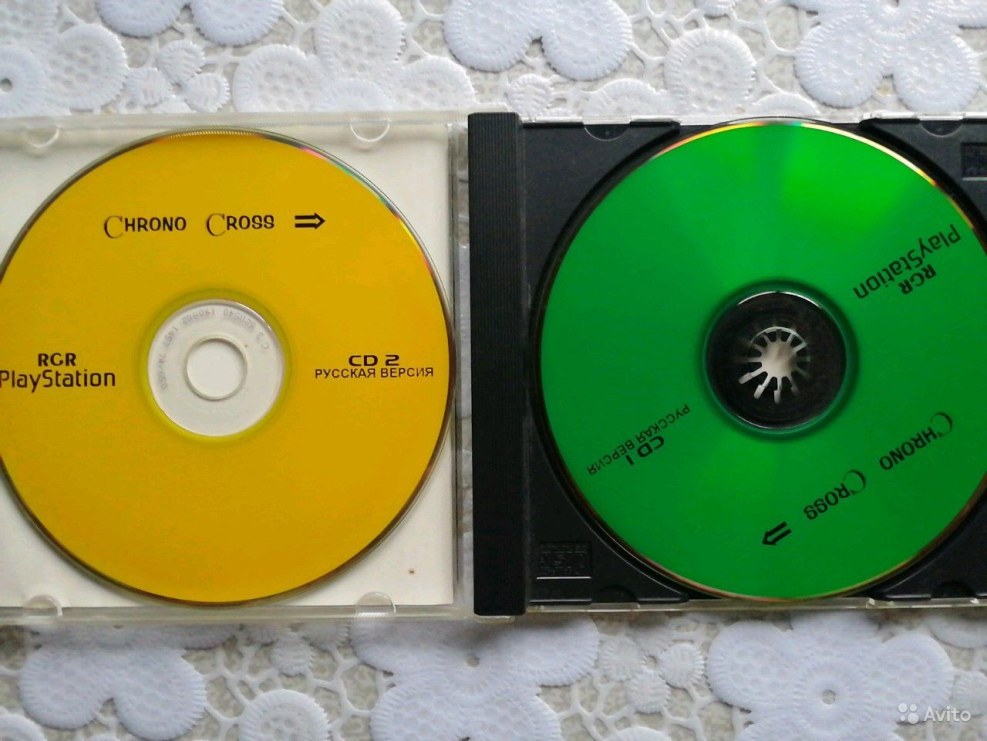 CHRONO CROSS ⇒
RGR
PlayStation
CD 2
РУССКАЯ ВЕРСИЯ
RGR
PlayStation
CD 1
РУССКАЯ ВЕРСИЯ
CHRONO CROSS ⇒
Avito